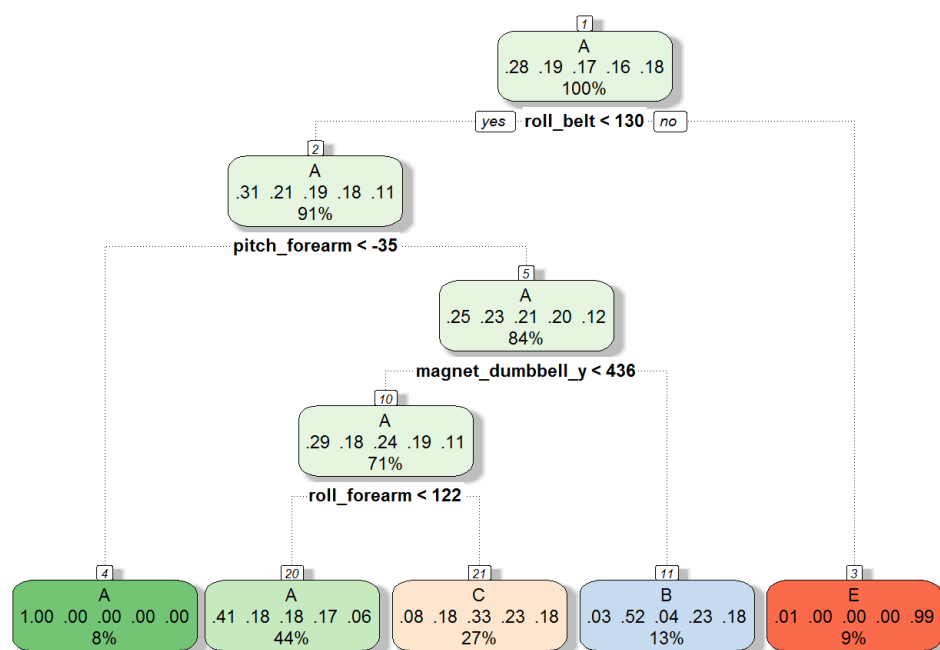 1
A
.28 .19 .17 .16 .18
100%
yes roll_belt < 130 no
2
A
.31 .21 .19 .18 .11
91%
pitch_forearm < -35
5
A
.25 .23 .21 .20 .12
84%
magnet_dumbbell_y < 436
10
A
.29 .18 .24 .19 .11
71%
roll_forearm < 122
4
A
1.00 .00 .00 .00 .00
8%
20
A
.41 .18 .18 .17 .06
44%
21
C
.08 .18 .33 .23 .18
27%
11
B
.03 .52 .04 .23 .18
13%
3
E
.01 .00 .00 .00 .99
9%